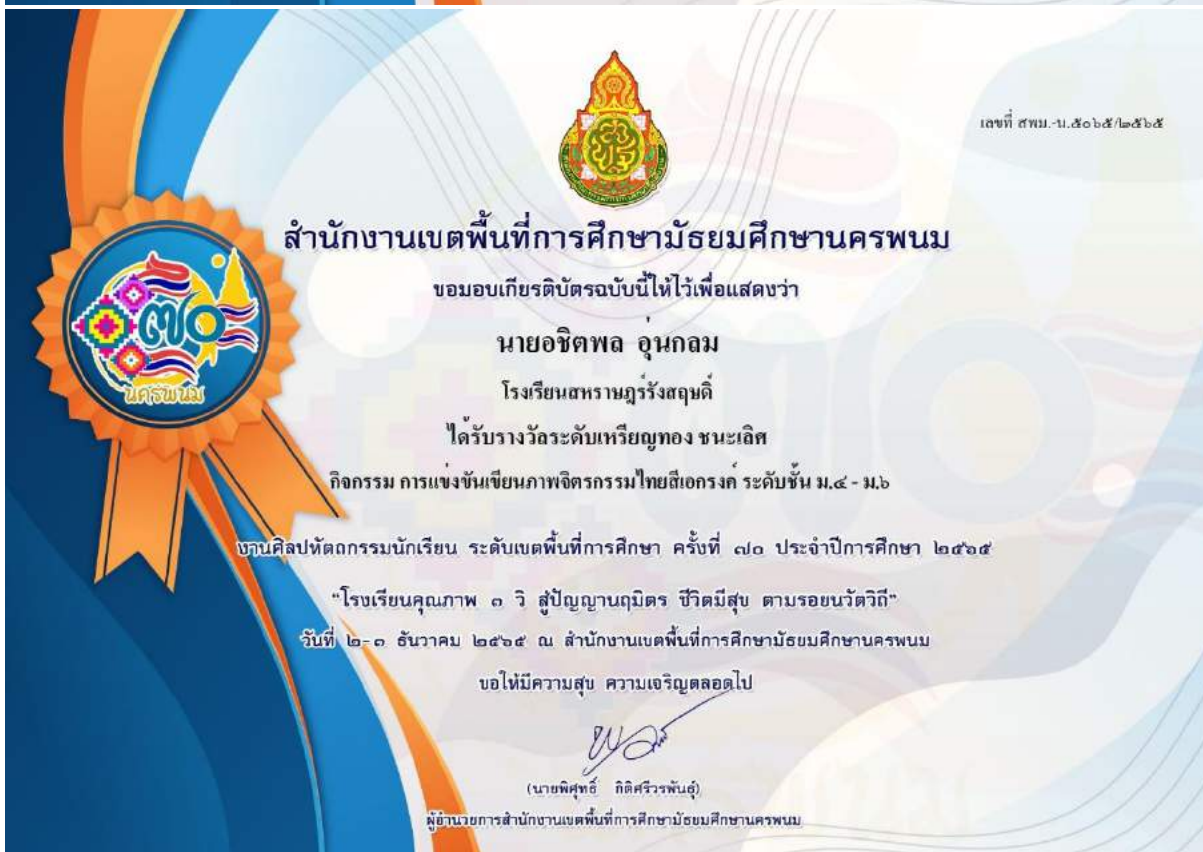 เลขที่ สพม.-น.๕๐๖๕/๒๕๖๕
สำนักงานเขตพื้นที่การศึกษามัธยมศึกษานครพนม
ขอมอบเกียรติบัตรฉบับนี้ให้ไว้เพื่อแสดงว่า
นายอชิตพล อุ่นกลม
โรงเรียนสหราษฎร์รังสฤษดิ์
ได้รับรางวัลระดับเหรียญทอง ชนะเลิศ
กิจกรรม การแข่งขันเขียนภาพจิตรกรรมไทยสีเอกรงค์ ระดับชั้น ม.๔ - ม.๖
งานศิลปหัตถกรรมนักเรียน ระดับเขตพื้นที่การศึกษา ครั้งที่ ๗๐ ประจำปีการศึกษา ๒๕๖๕
"โรงเรียนคุณภาพ ๓ วิ สู่ปัญญานฤมิตร ชีวิตมีสุข ตามรอยนวัตวิถี"
วันที่ ๒-๓ ธันวาคม ๒๕๖๕ ณ สำนักงานเขตพื้นที่การศึกษามัธยมศึกษานครพนม
ขอให้มีความสุข ความเจริญตลอดไป
(นายพิศุทธิ์ กิติศรีวรพันธุ์)
ผู้อำนวยการสำนักงานเขตพื้นที่การศึกษามัธยมศึกษานครพนม
๗๐
นครพนม